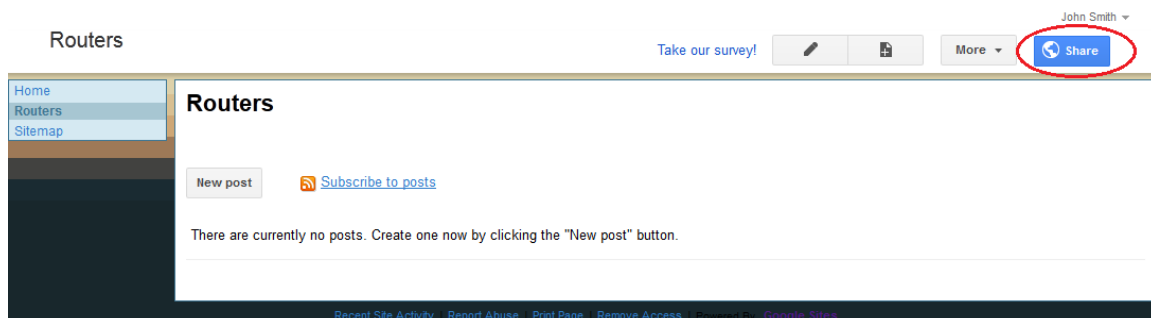 John Smith
Routers
Take our survey!
More
Share
Home
Routers
Sitemap
Routers
New post
Subscribe to posts
There are currently no posts. Create one now by clicking the "New post" button.
Recent Site Activity | Report Abuse | Print Page | Remove Access | Powered By Google Sites